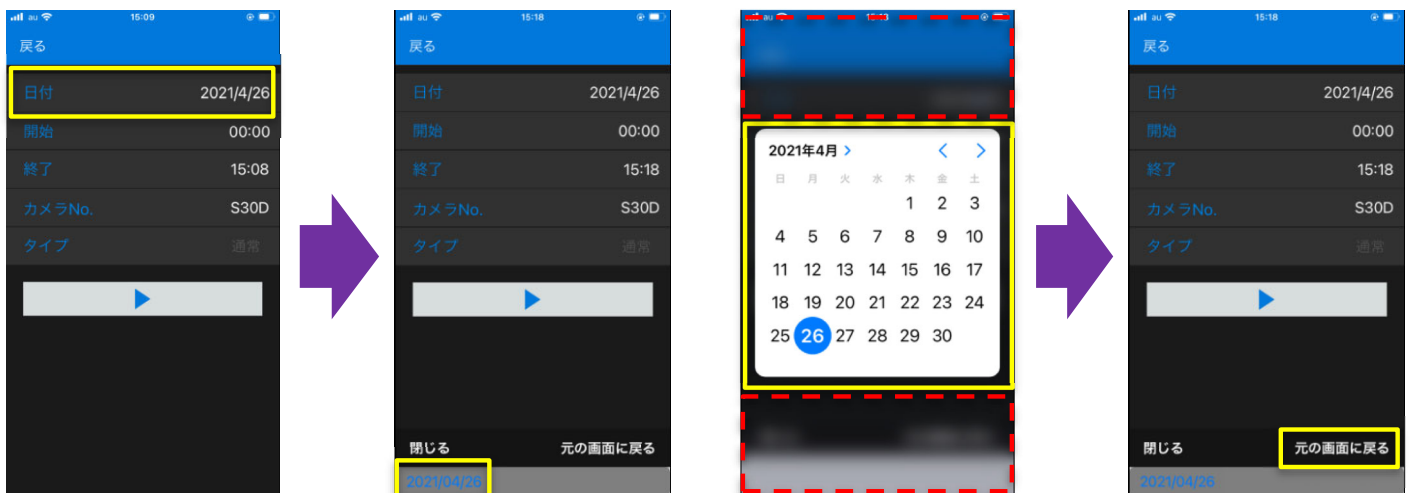 au 15:09
戻る
日付 2021/4/26
開始 00:00
終了 15:08
カメラNo. S30D
タイプ 通常
au 15:18
戻る
日付 2021/4/26
開始 00:00
終了 15:18
カメラNo. S30D
タイプ 通常
閉じる 元の画面に戻る
2021/04/26
2021年4月
日 月 火 水 木 金 土
1 2 3
4 5 6 7 8 9 10
11 12 13 14 15 16 17
18 19 20 21 22 23 24
25 26 27 28 29 30
au 15:18
戻る
日付 2021/4/26
開始 00:00
終了 15:18
カメラNo. S30D
タイプ 通常
閉じる 元の画面に戻る
2021/04/26